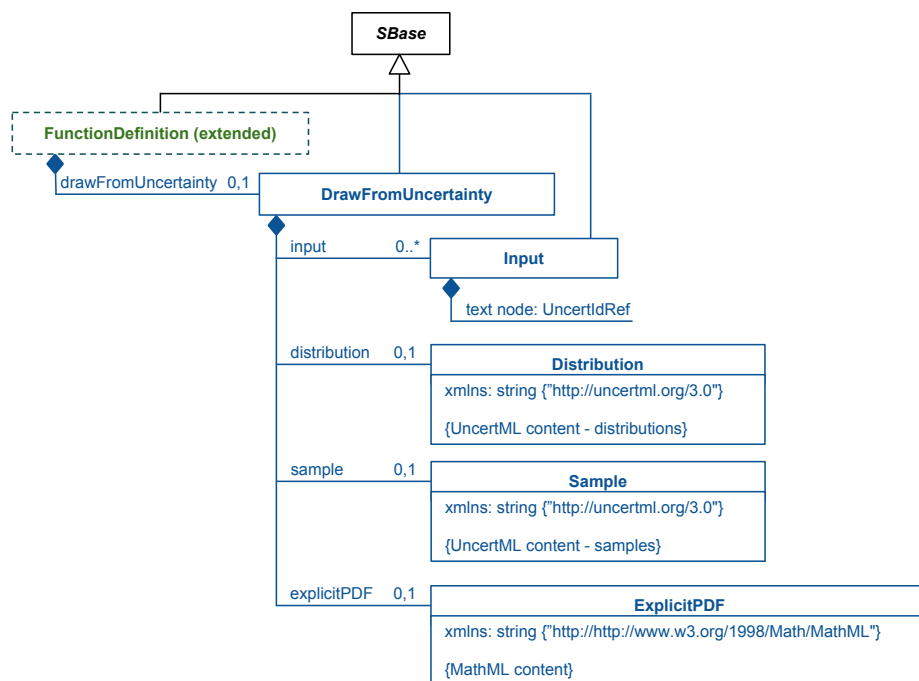 SBase
FunctionDefinition (extended)
drawFromUncertainty 0,1
DrawFromUncertainty
input 0..*
Input
text node: UncertIdRef
distribution 0,1
Distribution
xmlns: string {"http://uncertml.org/3.0"}
{UncertML content - distributions}
sample 0,1
Sample
xmlns: string {"http://uncertml.org/3.0"}
{UncertML content - samples}
explicitPDF 0,1
ExplicitPDF
xmlns: string {"http://http://www.w3.org/1998/Math/MathML"}
{MathML content}